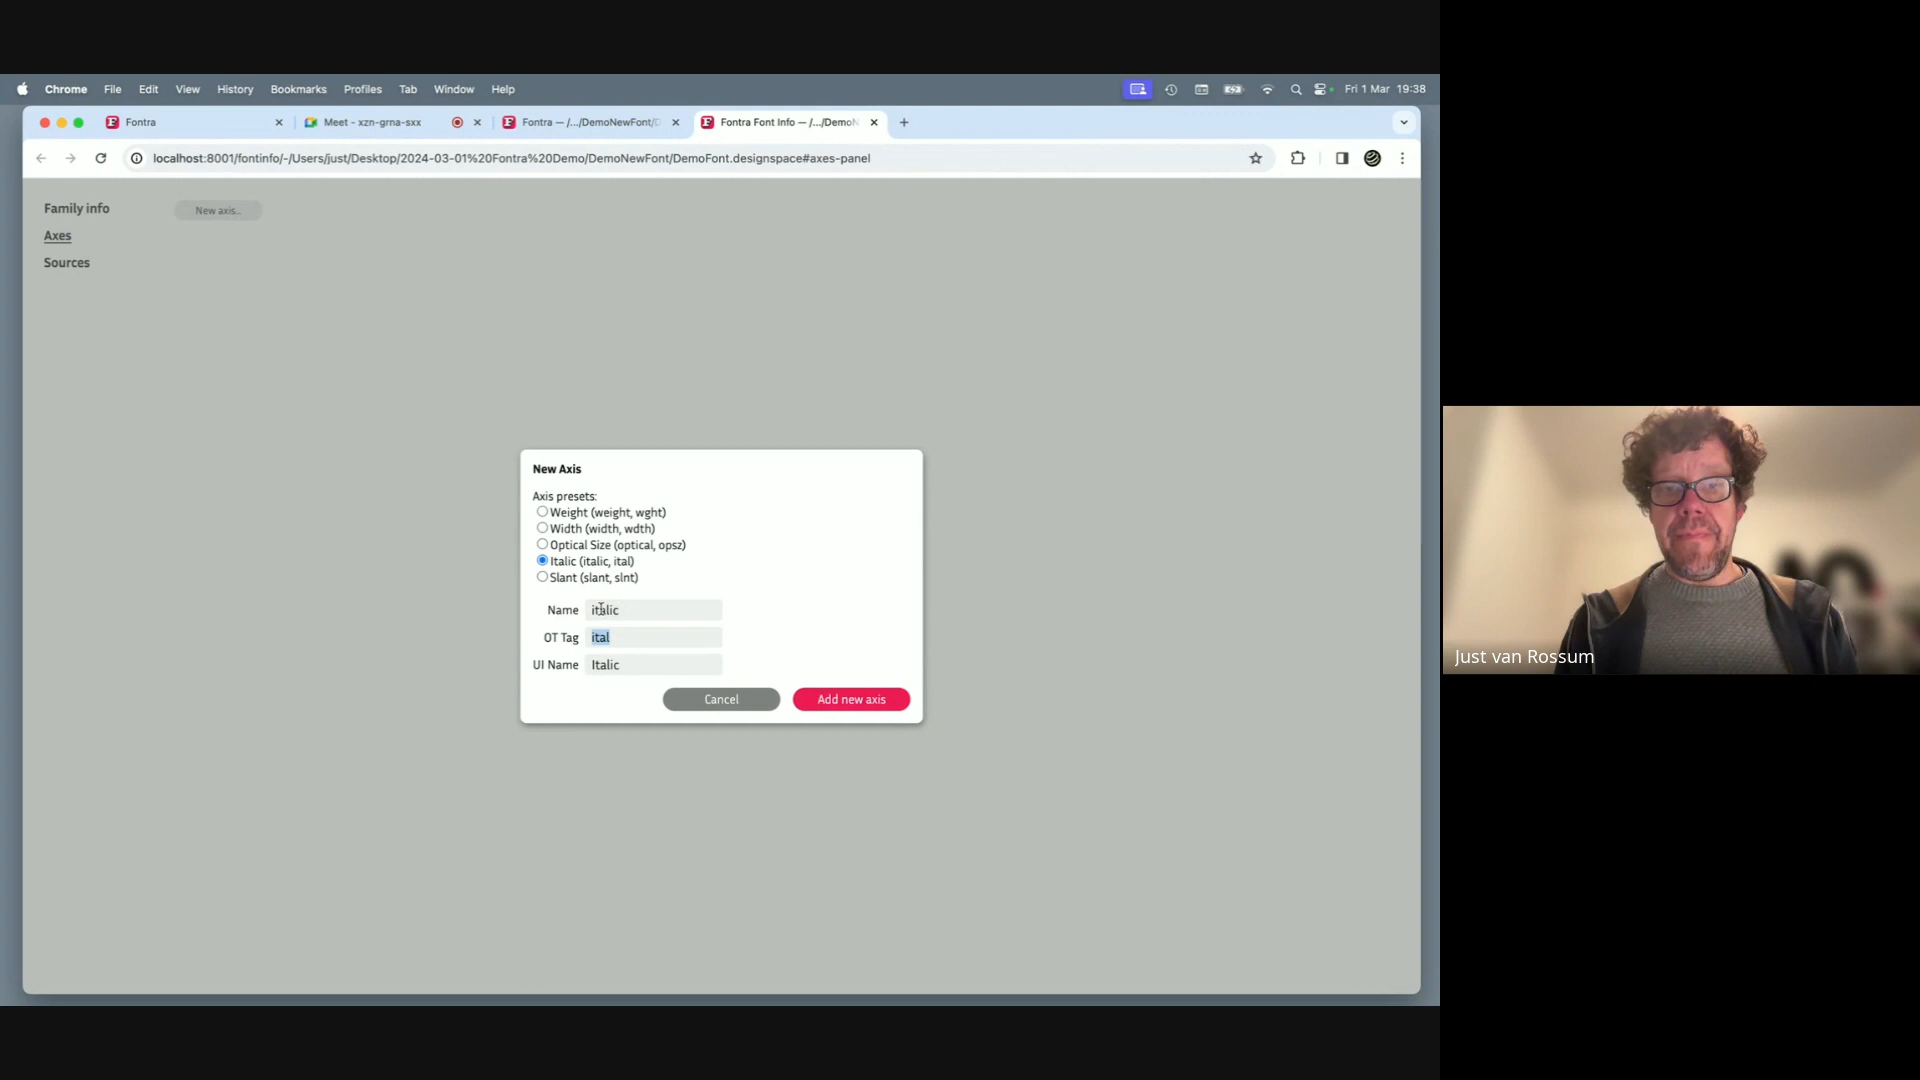 Chrome File Edit View History Bookmarks Profiles Tab Window Help Fri 1 Mar 19:38
Fontra Meet - xzn-grna-sxx Fontra — /.../DemoNewFont/D Fontra Font Info — /.../DemoN
localhost:8001/fontinfo/-/Users/just/Desktop/2024-03-01%20Fontra%20Demo/DemoNewFont/DemoFont.designspace#axes-panel
Family info
New axis...
Axes
Sources
New Axis
Axis presets:
Weight (weight, wght)
Width (width, wdth)
Optical Size (optical, opsz)
Italic (italic, ital)
Slant (slant, slnt)
Name italic
OT Tag ital
UI Name Italic
Cancel Add new axis
Just van Rossum